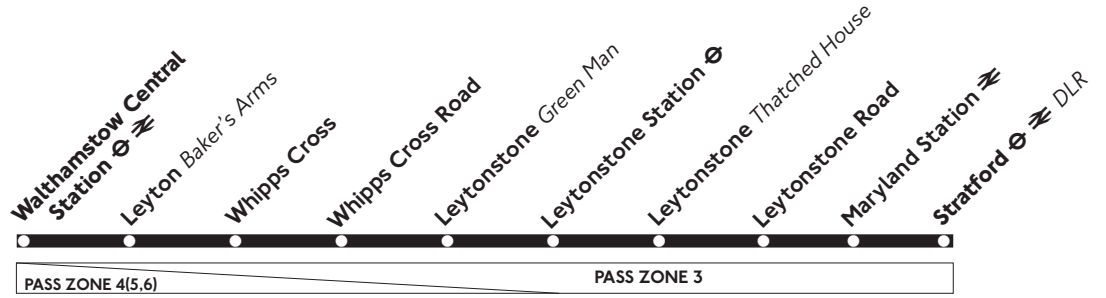 Walthamstow Central
Station
Leyton Baker's Arms
Whipps Cross
Whipps Cross Road
Leytonstone Green Man
Leytonstone Station
Leytonstone Thatched House
Leytonstone Road
Maryland Station
Stratford DLR
PASS ZONE 4(5,6)
PASS ZONE 3